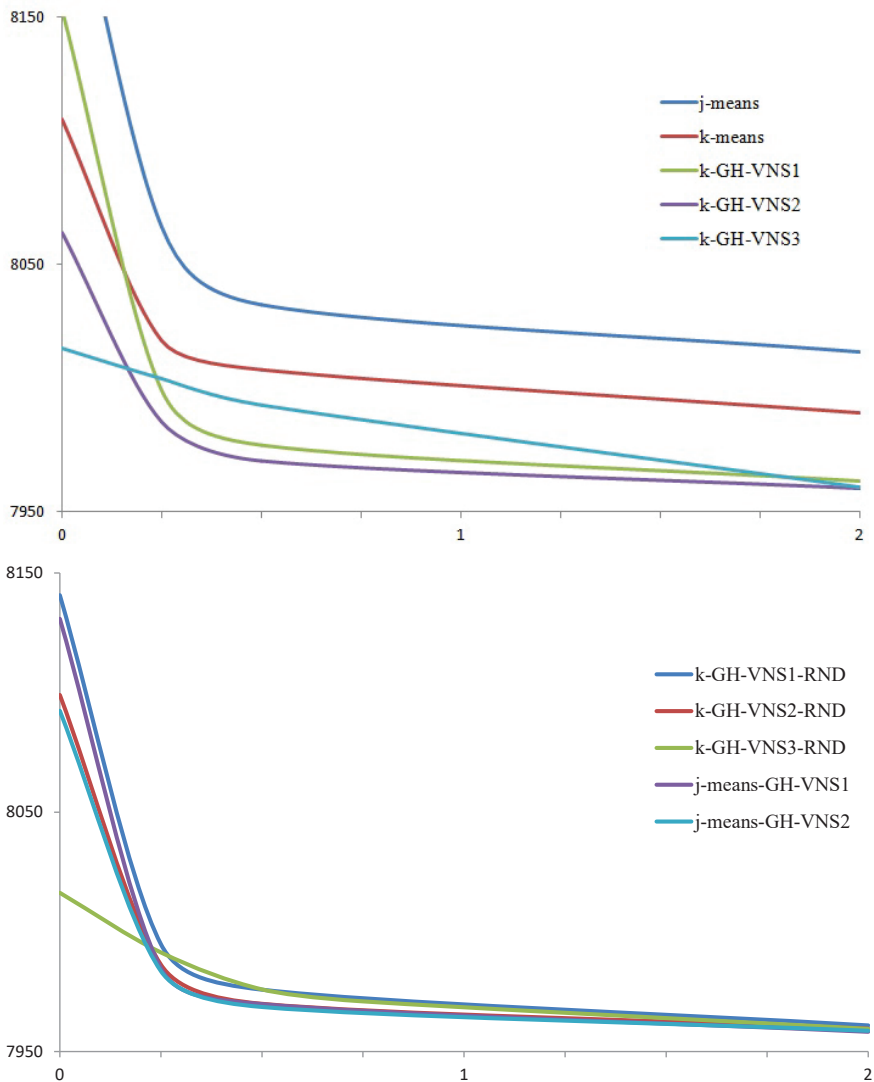 8150
j-means
k-means
k-GH-VNS1
k-GH-VNS2
k-GH-VNS3
8050
7950
0 1 2
8150
k-GH-VNS1-RND
k-GH-VNS2-RND
k-GH-VNS3-RND
j-means-GH-VNS1
8050
j-means-GH-VNS2
7950
0 1 2